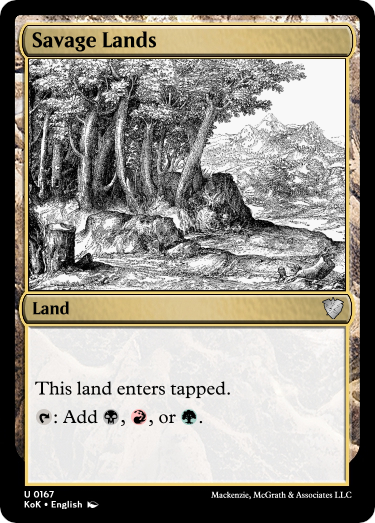 Savage Lands
Land
This land enters tapped.
: Add , , or .
U 0167
KoK • English
Mackenzie, McGrath & Associates LLC